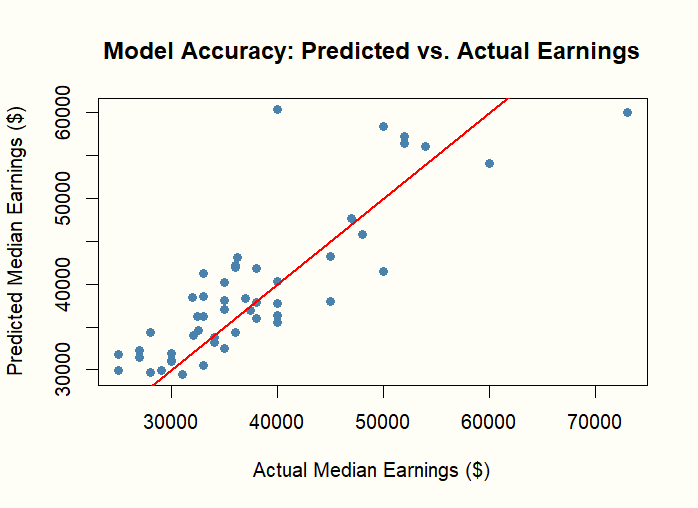 Model Accuracy: Predicted vs. Actual Earnings
Predicted Median Earnings ($)
60000
50000
40000
30000
30000 40000 50000 60000 70000
Actual Median Earnings ($)